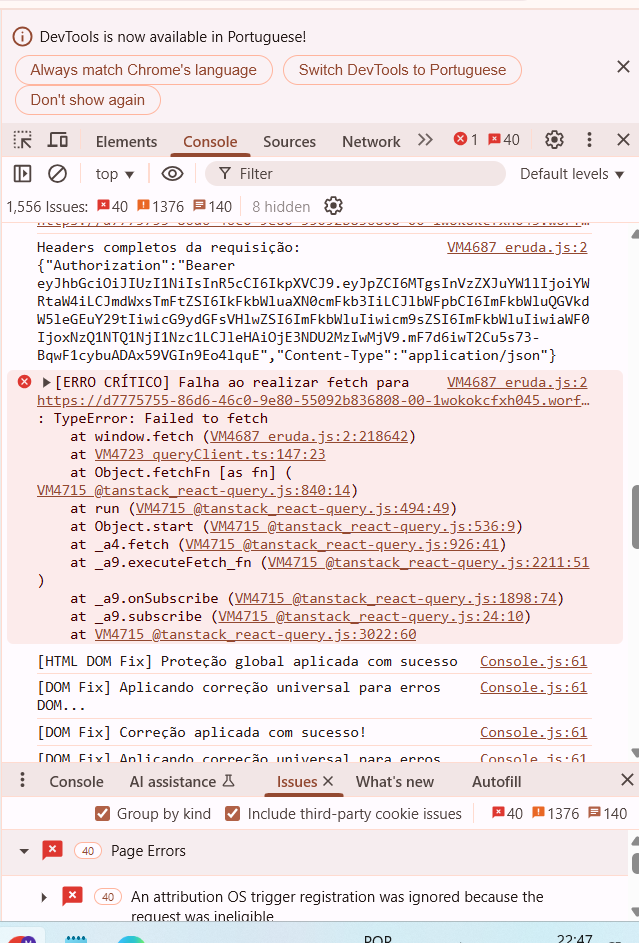 DevTools is now available in Portuguese!
Always match Chrome's language
Switch DevTools to Portuguese
Don't show again
Elements
Console
Sources
Network
1
40
top
Filter
Default levels
1,556 Issues:
40
1376
140
8 hidden
Headers completos da requisição:
VM4687 eruda.js:2
{"Authorization":"Bearer
[ERRO CRÍTICO] Falha ao realizar fetch para
VM4687 eruda.js:2
https://d7775755-86d6-46c0-9e80-55092b836808-00-1wokokcfxh045.worf…
: TypeError: Failed to fetch
at window.fetch (VM4687 eruda.js:2:218642)
at VM4723 queryClient.ts:147:23
at Object.fetchFn [as fn] (
VM4715 @tanstack_react-query.js:840:14)
at run (VM4715 @tanstack_react-query.js:494:49)
at Object.start (VM4715 @tanstack_react-query.js:536:9)
at _a4.fetch (VM4715 @tanstack_react-query.js:926:41)
at _a9.executeFetch_fn (VM4715 @tanstack_react-query.js:2211:51
)
at _a9.onSubscribe (VM4715 @tanstack_react-query.js:1898:74)
at _a9.subscribe (VM4715 @tanstack_react-query.js:24:10)
at VM4715 @tanstack_react-query.js:3022:60
[HTML DOM Fix] Proteção global aplicada com sucesso
Console.js:61
[DOM Fix] Aplicando correção universal para erros
Console.js:61
DOM...
[DOM Fix] Correção aplicada com sucesso!
Console.js:61
[DOM Fix] Aplicando correção universal para erros
Console.js:61
Console
AI assistance
Issues
What's new
Autofill
Group by kind
Include third-party cookie issues
40
1376
140
40
Page Errors
40
An attribution OS trigger registration was ignored because the
request was ineligible
POR
22:47